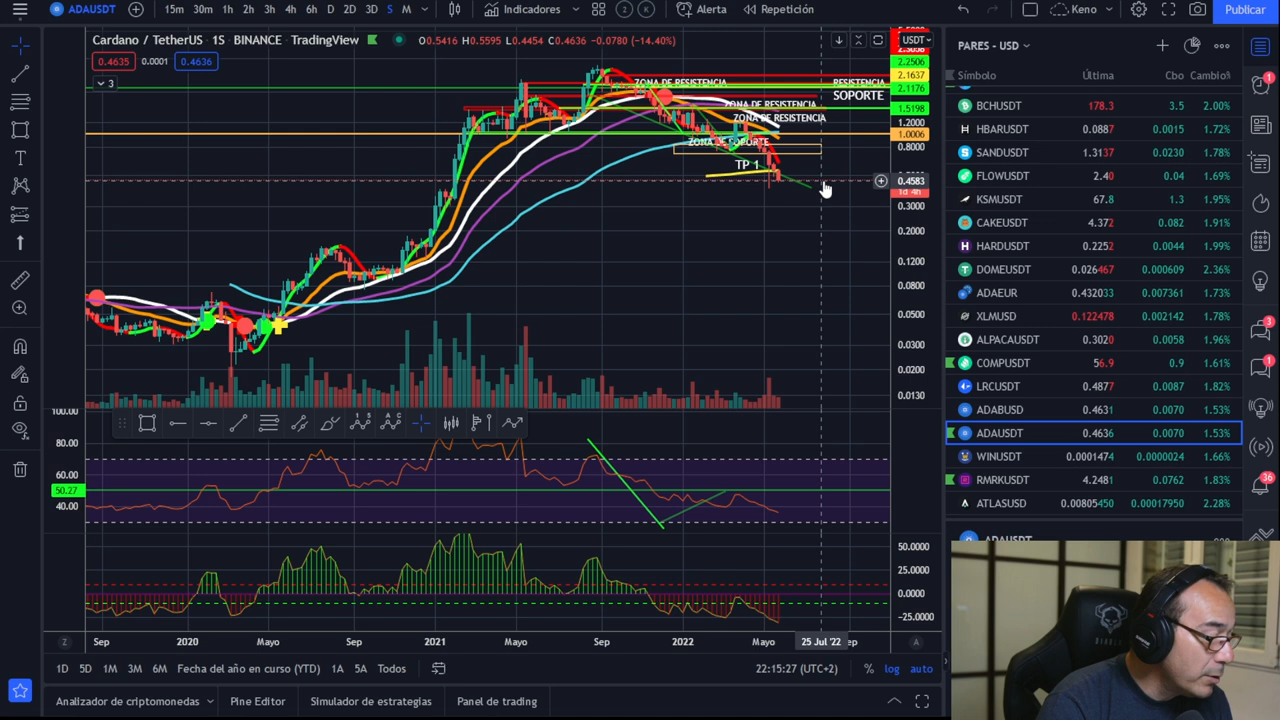 ADAUSDT 15m 30m 1h 2h 3h 4h 6h D 2D 3D S M Indicadores Alerta Repetición Keno Publicar
Cardano / TetherUS · 1S · BINANCE · TradingView O0.5416 H0.5595 L0.4454 C0.4636 -0.0780 (-14.40%) USDT
0.4635 0.0001 0.4636
3
2.2506
2.1637
2.1176
1.5198
1.2000
1.0006
0.8000
0.4583
1d 4h
0.3000
0.2000
0.1200
0.0800
0.0500
0.0300
0.0200
0.0130
ZONA DE RESISTENCIA
RESISTENCIA
SOPORTE
ZONA DE RESISTENCIA
ZONA DE RESISTENCIA
ZONA DE SOPORTE
TP 1
100.00
80.00
60.00
50.27
40.00
50.0000
25.0000
0.0000
-25.0000
Z Sep 2020 Mayo Sep 2021 Mayo Sep 2022 Mayo 25 Jul '22 ep A
1D 5D 1M 3M 6M Fecha del año en curso (YTD) 1A 5A Todos 22:15:27 (UTC+2) % log auto
Analizador de criptomonedas Pine Editor Simulador de estrategias Panel de trading
PARES - USD
Símbolo Última Cbo Cambio%
BCHUSDT 178.3 3.5 2.00%
HBARUSDT 0.0887 0.0015 1.72%
SANDUSDT 1.3137 0.0230 1.78%
FLOWUSDT 2.40 0.04 1.69%
KSMUSDT 67.8 1.3 1.95%
CAKEUSDT 4.372 0.082 1.91%
HARDUSDT 0.2252 0.0044 1.99%
DOMEUSDT 0.026467 0.000609 2.36%
ADAEUR 0.432033 0.007361 1.73%
XLMUSD 0.122478 0.002142 1.78%
ALPACAUSDT 0.3020 0.0058 1.96%
COMPUSDT 56.9 0.9 1.61%
LRCUSDT 0.4877 0.0087 1.82%
ADABUSD 0.4631 0.0070 1.53%
ADAUSDT 0.4636 0.0070 1.53%
WINUSDT 0.0001474 0.0000024 1.66%
RMRKUSDT 4.2481 0.0762 1.83%
ATLASUSD 0.00805450 0.00017950 2.28%